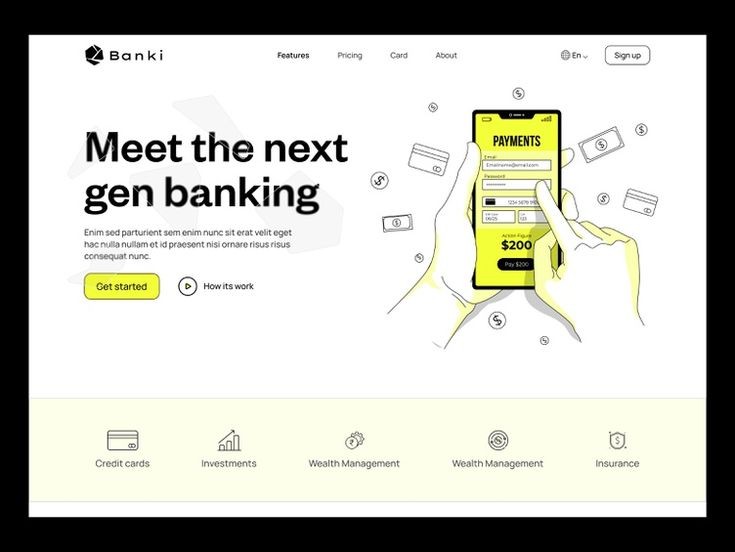 Banki
Features
Pricing
Card
About
En
Sign up
Meet the next
gen banking
Enim sed parturient sem enim nunc sit erat velit eget
hac nulla nullam et id praesent nisi ornare risus risus
consequat nunc.
Get started
How its work
PAYMENTS
Email
Emailname@email.com
Password
1234 5678 
09/25
123
Action Figure
$200
Pay $200
Credit cards
Investments
Wealth Management
Wealth Management
Insurance